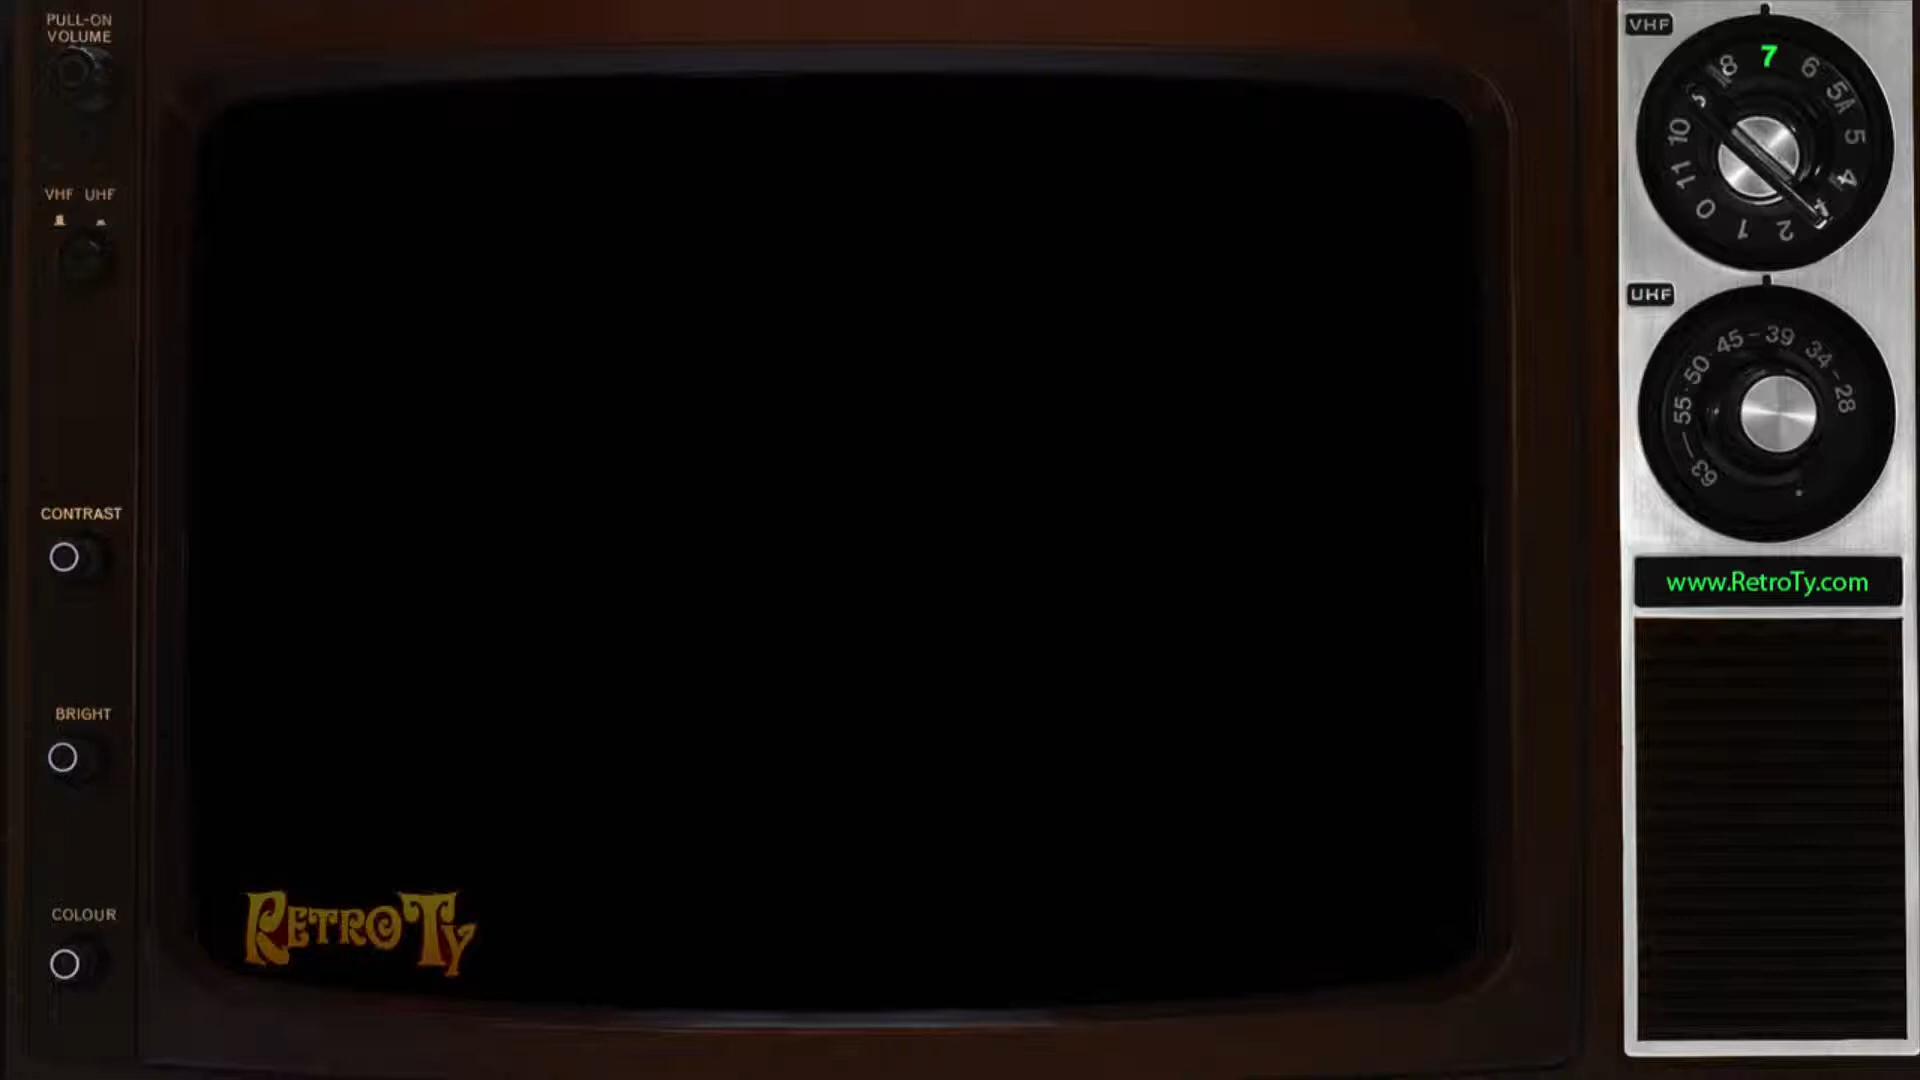 PULL-ON
VOLUME
VHF UHF
CONTRAST
BRIGHT
COLOUR
RETROTY
VHF
7
6
5A
5
4
2
1
0
11
10
9
8
UHF
63 — 55 · 50 · 45 - 39 34 - 28
www.RetroTy.com